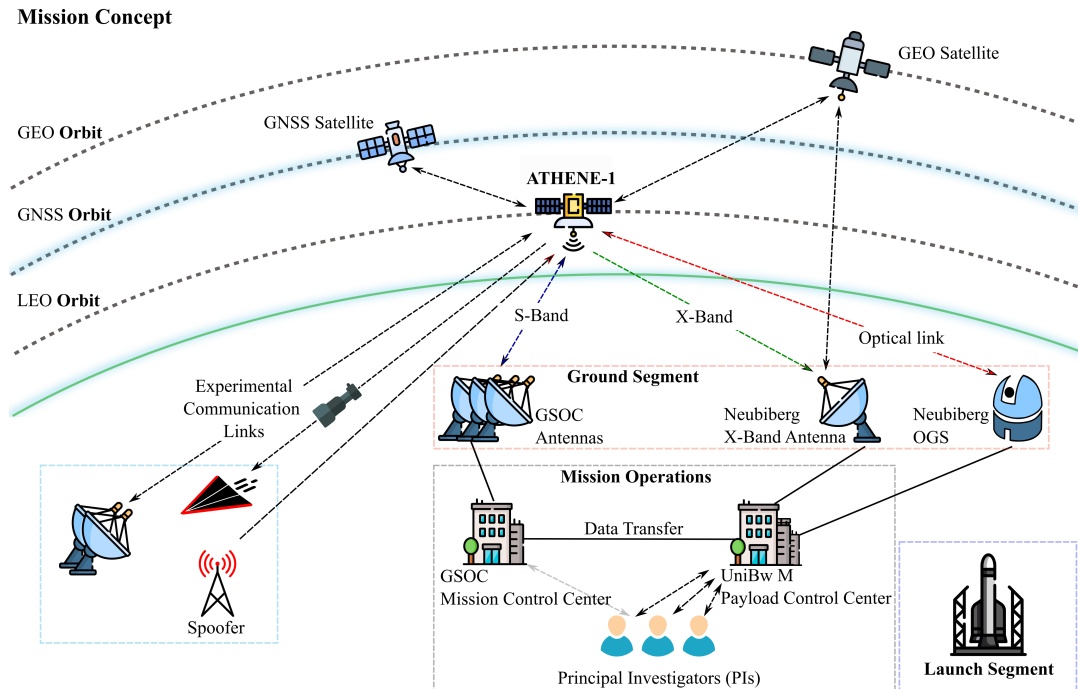 Mission Concept
GEO Satellite
GNSS Satellite
GEO Orbit
ATHENE-1
GNSS Orbit
LEO Orbit
S-Band
X-Band
Optical link
Experimental
Communication
Links
Ground Segment
GSOC
Antennas
Neubiberg
X-Band Antenna
Neubiberg
OGS
Mission Operations
Data Transfer
GSOC
Mission Control Center
UniBw M
Payload Control Center
Spoofer
Principal Investigators (PIs)
Launch Segment